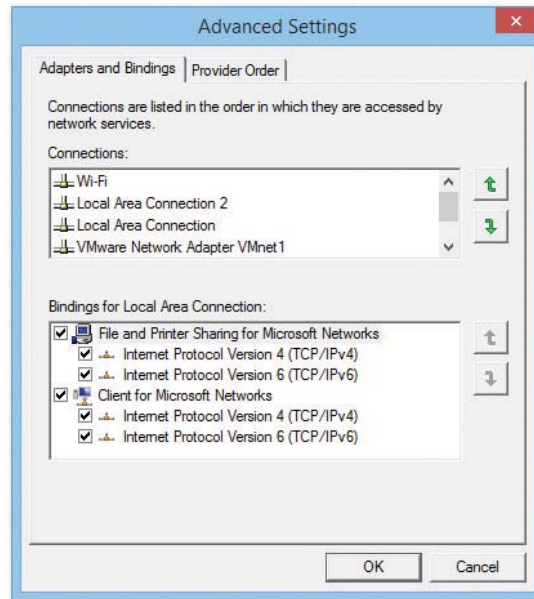 Advanced Settings
Adapters and Bindings
Provider Order
Connections are listed in the order in which they are accessed by
network services.
Connections:
Wi-Fi
Local Area Connection 2
Local Area Connection
VMware Network Adapter VMnet1
Bindings for Local Area Connection:
File and Printer Sharing for Microsoft Networks
Internet Protocol Version 4 (TCP/IPv4)
Internet Protocol Version 6 (TCP/IPv6)
Client for Microsoft Networks
Internet Protocol Version 4 (TCP/IPv4)
Internet Protocol Version 6 (TCP/IPv6)
OK
Cancel